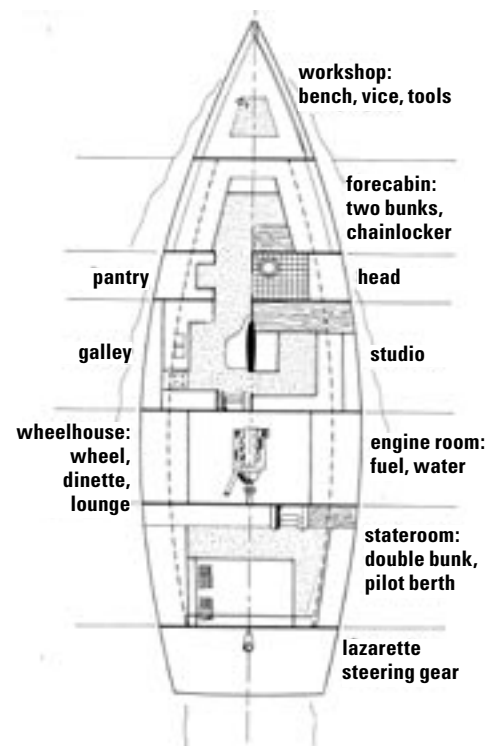 workshop:
bench, vice, tools
forecabin:
two bunks,
chainlocker
pantry
head
galley
studio
wheelhouse:
wheel,
dinette,
lounge
engine room:
fuel, water
stateroom:
double bunk,
pilot berth
lazarette
steering gear